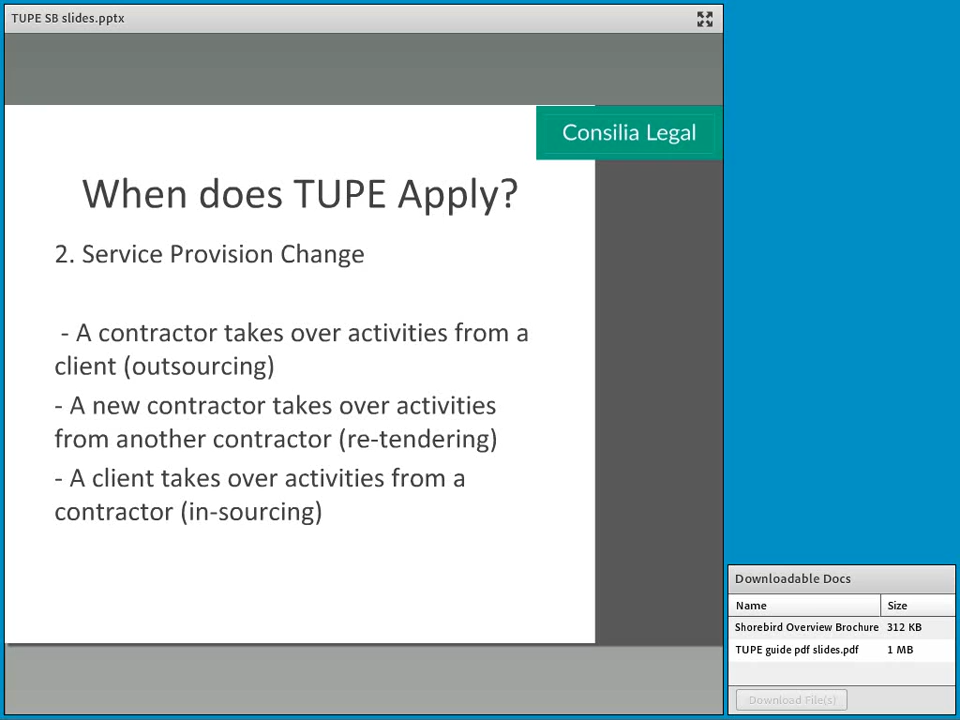 TUPE SB slides.pptx
Consilia Legal
When does TUPE Apply?
2. Service Provision Change
- A contractor takes over activities from a
client (outsourcing)
- A new contractor takes over activities
from another contractor (re-tendering)
- A client takes over activities from a
contractor (in-sourcing)
Downloadable Docs
Name Size
Shorebird Overview Brochure 312 KB
TUPE guide pdf slides.pdf 1 MB
Download File(s)